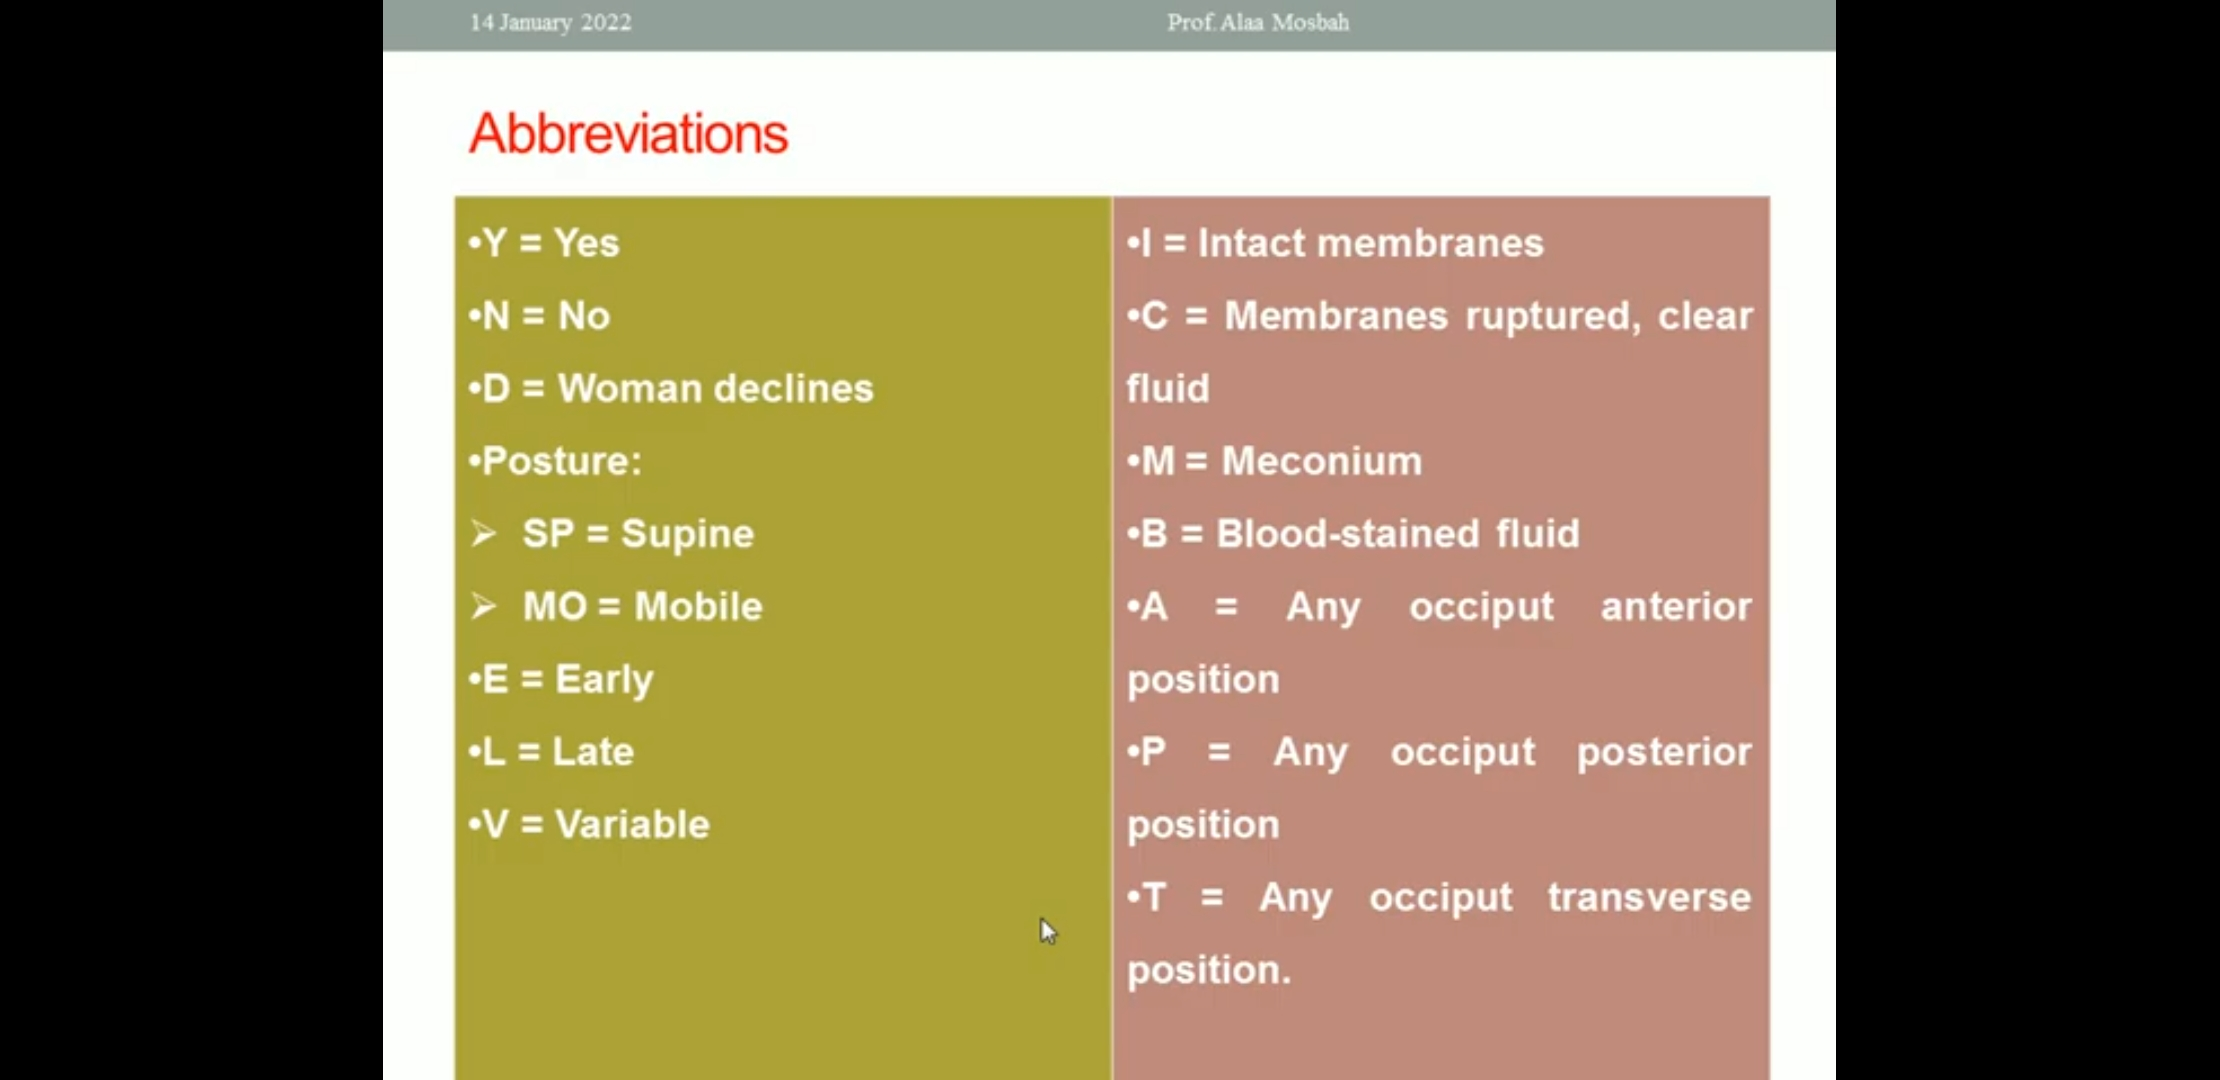 14 January 2022
Prof. Alaa Mosbah
Abbreviations
•Y = Yes
•N = No
•D = Woman declines
•Posture:
➢ SP = Supine
➢ MO = Mobile
•E = Early
•L = Late
•V = Variable
•I = Intact membranes
•C = Membranes ruptured, clear
fluid
•M = Meconium
•B = Blood-stained fluid
•A = Any occiput anterior
position
•P = Any occiput posterior
position
•T = Any occiput transverse
position.